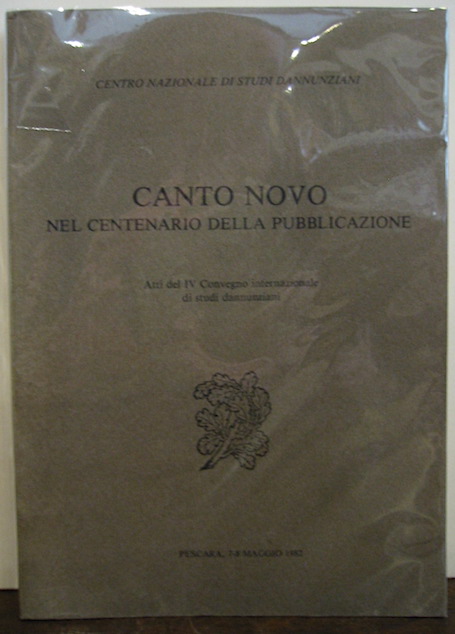 CENTRO NAZIONALE DI STUDI DANNUNZIANI
CANTO NOVO
NEL CENTENARIO DELLA PUBBLICAZIONE
Atti del IV Convegno internazionale
di studi dannunziani
PESCARA, 7-8 MAGGIO 1982